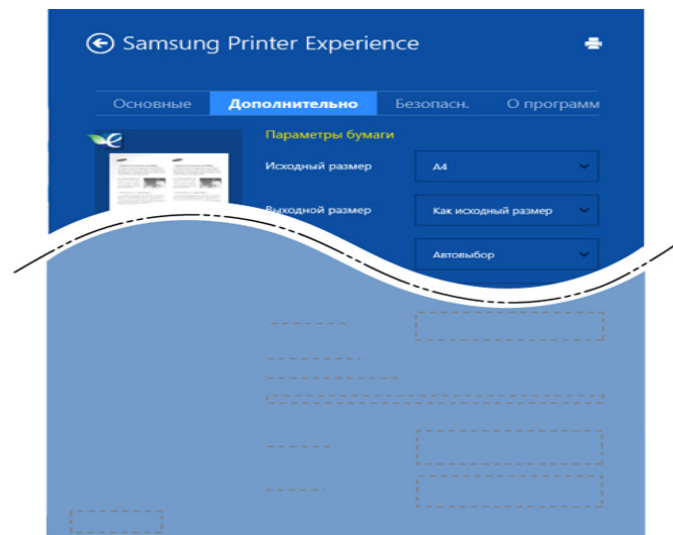 Samsung Printer Experience
Основные Дополнительно Безопасн. О программ
Параметры бумаги
Исходный размер A4
Выходной размер Как исходный размер
Автовыбор